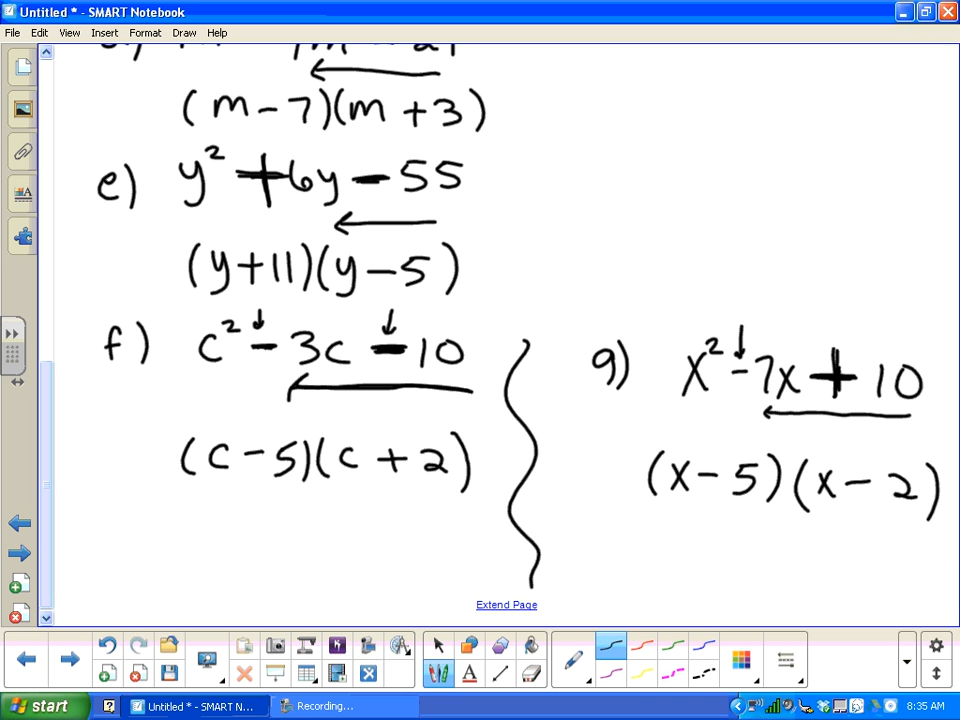 Untitled * - SMART Notebook
File Edit View Insert Format Draw Help
(m - 7)(m + 3)
e) y² + 6y - 55
(y + 11)(y - 5)
f) c² - 3c - 10
(c - 5)(c + 2)
g) x² - 7x + 10
(x - 5)(x - 2)
Extend Page
start
Untitled * - SMART N...
Recording...
8:35 AM